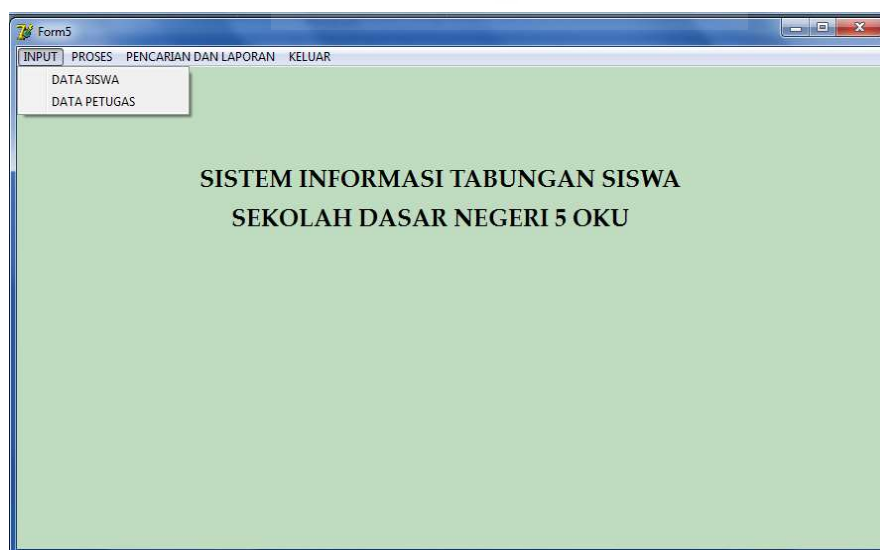 Form5
INPUT PROSES PENCARIAN DAN LAPORAN KELUAR
DATA SISWA
DATA PETUGAS
SISTEM INFORMASI TABUNGAN SISWA
SEKOLAH DASAR NEGERI 5 OKU